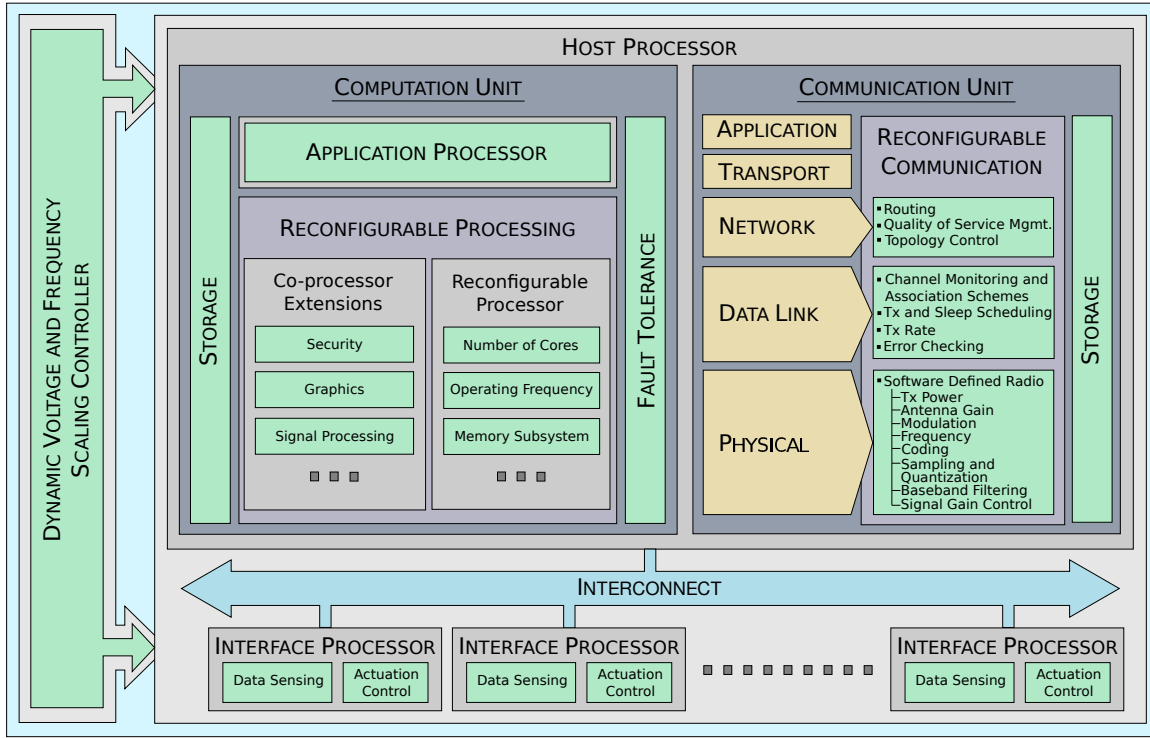 DYNAMIC VOLTAGE AND FREQUENCY
SCALING CONTROLLER
HOST PROCESSOR
COMPUTATION UNIT
STORAGE
APPLICATION PROCESSOR
RECONFIGURABLE PROCESSING
Co-processor
Extensions
Security
Graphics
Signal Processing
Reconfigurable
Processor
Number of Cores
Operating Frequency
Memory Subsystem
FAULT TOLERANCE
COMMUNICATION UNIT
APPLICATION
TRANSPORT
NETWORK
DATA LINK
PHYSICAL
RECONFIGURABLE
COMMUNICATION
▪Routing
▪Quality of Service Mgmt.
▪Topology Control
▪Channel Monitoring and
Association Schemes
▪Tx and Sleep Scheduling
▪Tx Rate
▪Error Checking
▪Software Defined Radio
Tx Power
Antenna Gain
Modulation
Frequency
Coding
Sampling and
Quantization
Baseband Filtering
Signal Gain Control
STORAGE
INTERCONNECT
INTERFACE PROCESSOR
Data Sensing
Actuation
Control
INTERFACE PROCESSOR
Data Sensing
Actuation
Control
INTERFACE PROCESSOR
Data Sensing
Actuation
Control